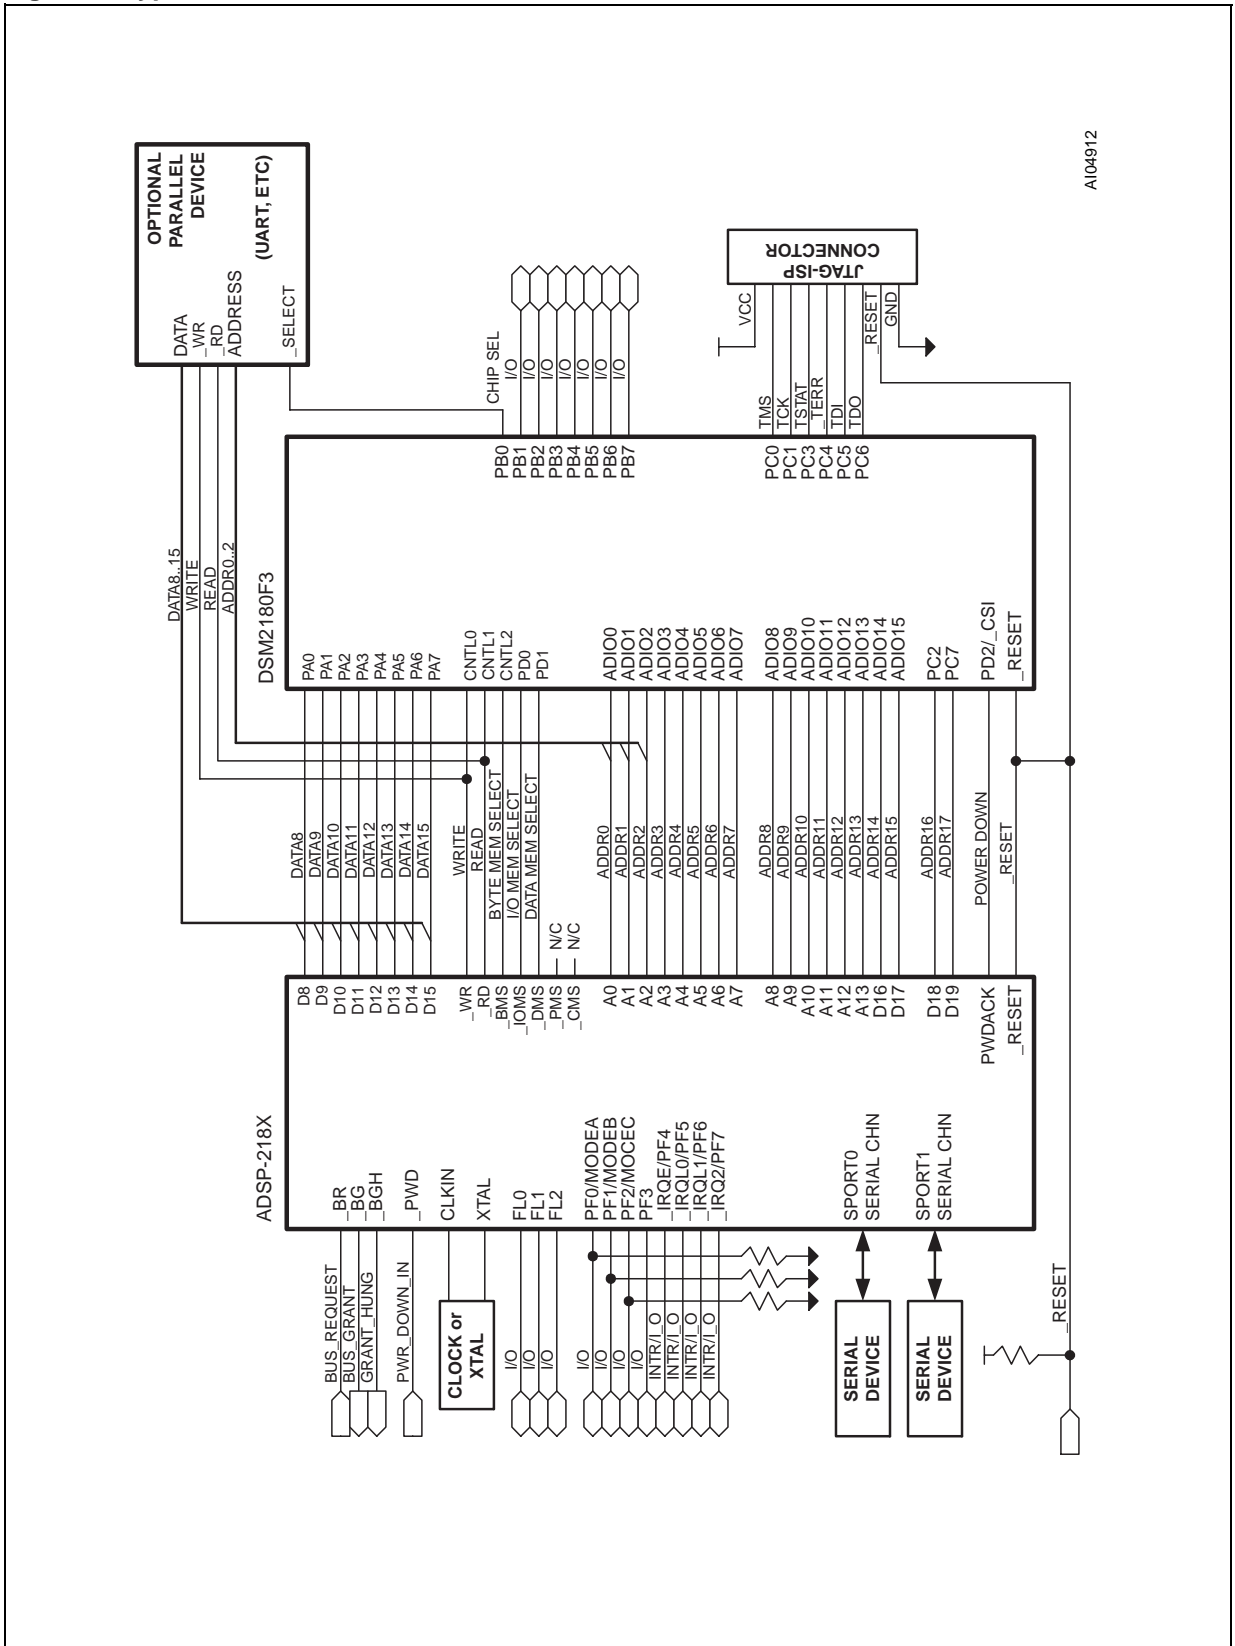 AI04912
OPTIONAL
PARALLEL
DEVICE
(UART, ETC)
DATA
_WR
_RD
ADDRESS
_SELECT
DATA8..15
WRITE
READ
ADDR0..2
CHIP SEL
I/O
I/O
I/O
I/O
I/O
I/O
I/O
JTAG-ISP
CONNECTOR
VCC
TMS
TCK
TSTAT
_TERR
TDI
TDO
_RESET
GND
DSM2180F3
PB0
PB1
PB2
PB3
PB4
PB5
PB6
PB7
PC0
PC1
PC3
PC4
PC5
PC6
PA0
PA1
PA2
PA3
PA4
PA5
PA6
PA7
CNTL0
CNTL1
CNTL2
PD0
PD1
ADIO0
ADIO1
ADIO2
ADIO3
ADIO4
ADIO5
ADIO6
ADIO7
ADIO8
ADIO9
ADIO10
ADIO11
ADIO12
ADIO13
ADIO14
ADIO15
PC2
PC7
PD2/_CSI
_RESET
DATA8
DATA9
DATA10
DATA11
DATA12
DATA13
DATA14
DATA15
WRITE
READ
BYTE MEM SELECT
I/O MEM SELECT
DATA MEM SELECT
N/C
N/C
ADDR0
ADDR1
ADDR2
ADDR3
ADDR4
ADDR5
ADDR6
ADDR7
ADDR8
ADDR9
ADDR10
ADDR11
ADDR12
ADDR13
ADDR14
ADDR15
ADDR16
ADDR17
POWER DOWN
_RESET
ADSP-218X
D8
D9
D10
D11
D12
D13
D14
D15
_WR
_RD
_BMS
_IOMS
_DMS
_PMS
_CMS
A0
A1
A2
A3
A4
A5
A6
A7
A8
A9
A10
A11
A12
A13
D16
D17
D18
D19
PWDACK
_RESET
_BR
_BG
_BGH
_PWD
CLKIN
XTAL
FL0
FL1
FL2
PF0/MODEA
PF1/MODEB
PF2/MOCEC
PF3
_IRQE/PF4
_IRQL0/PF5
_IRQL1/PF6
_IRQ2/PF7
SPORT0
SERIAL CHN
SPORT1
SERIAL CHN
BUS_REQUEST
BUS_GRANT
GRANT_HUNG
PWR_DOWN_IN
CLOCK or
XTAL
I/O
I/O
I/O
I/O
I/O
I/O
I/O
INTR/I_O
INTR/I_O
INTR/I_O
INTR/I_O
SERIAL
DEVICE
SERIAL
DEVICE
_RESET